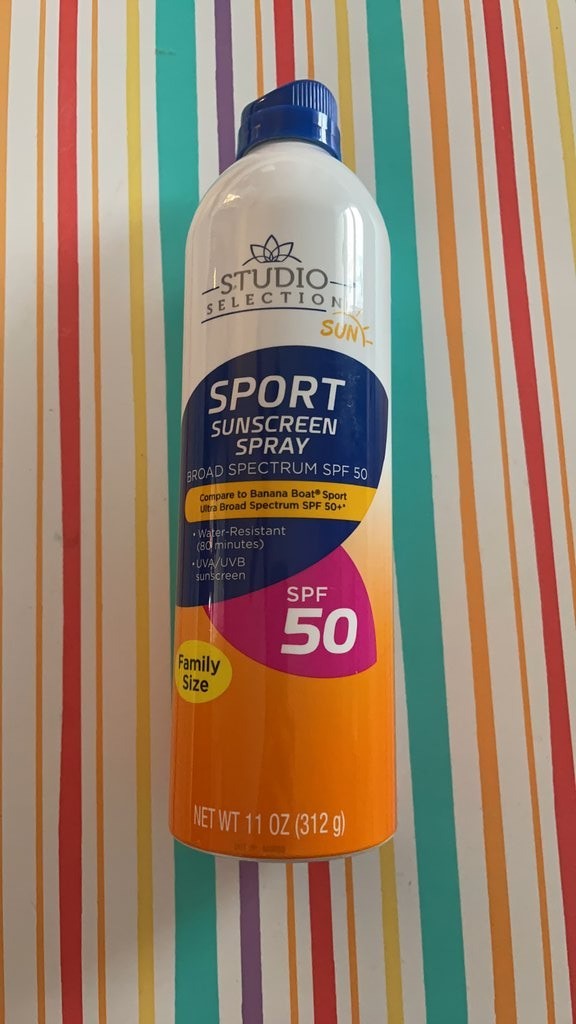 STUDIO
SELECTION
SUN
SPORT
SUNSCREEN
SPRAY
BROAD SPECTRUM SPF 50
Compare to Banana Boat® Sport
Ultra Broad Spectrum SPF 50+*
• Water-Resistant
(80 minutes)
• UVA/UVB
sunscreen
SPF
50
Family
Size
NET WT 11 OZ (312 g)